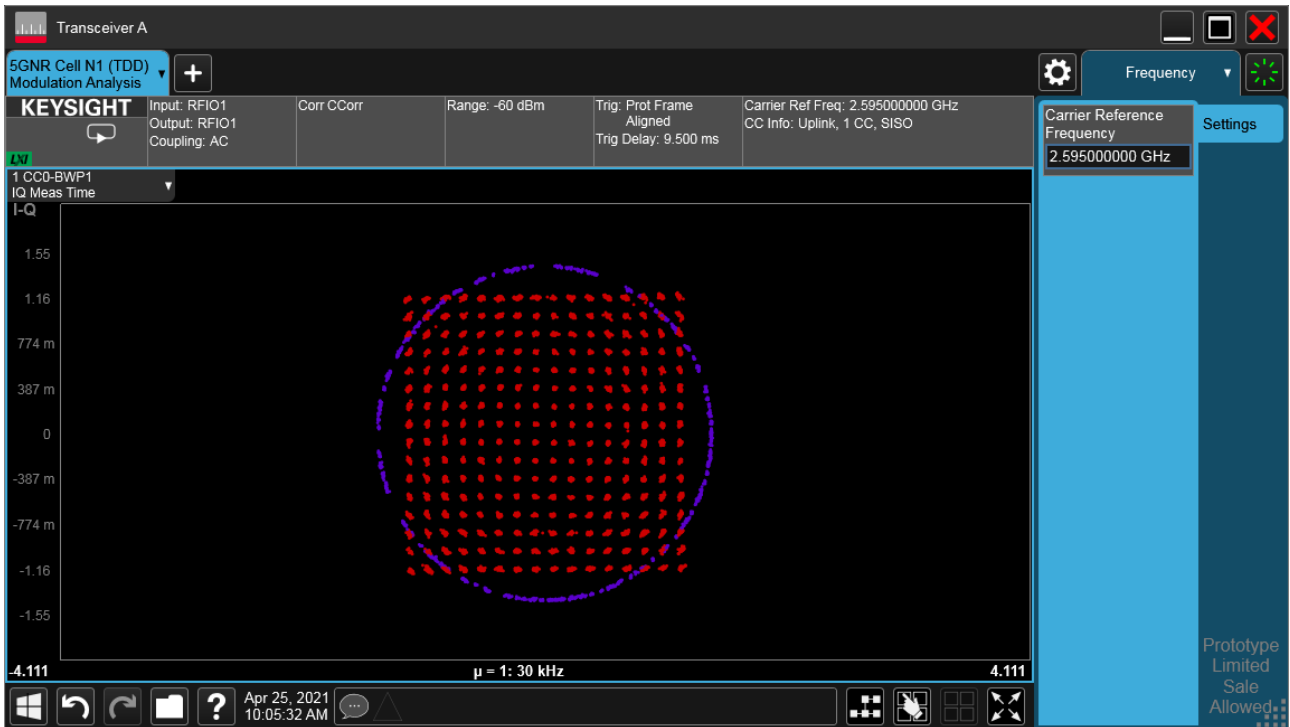 Transceiver A
5GNR Cell N1 (TDD)
Modulation Analysis
Frequency
KEYSIGHT
LXI
Input: RFIO1
Output: RFIO1
Coupling: AC
Corr CCorr
Range: -60 dBm
Trig: Prot Frame
Aligned
Trig Delay: 9.500 ms
Carrier Ref Freq: 2.595000000 GHz
CC Info: Uplink, 1 CC, SISO
Carrier Reference
Frequency
2.595000000 GHz
Settings
1 CC0-BWP1
IQ Meas Time
I-Q
1.55
1.16
774 m
387 m
0
-387 m
-774 m
-1.16
-1.55
-4.111
µ = 1: 30 kHz
4.111
Prototype
Limited
Sale
Allowed
Apr 25, 2021
10:05:32 AM